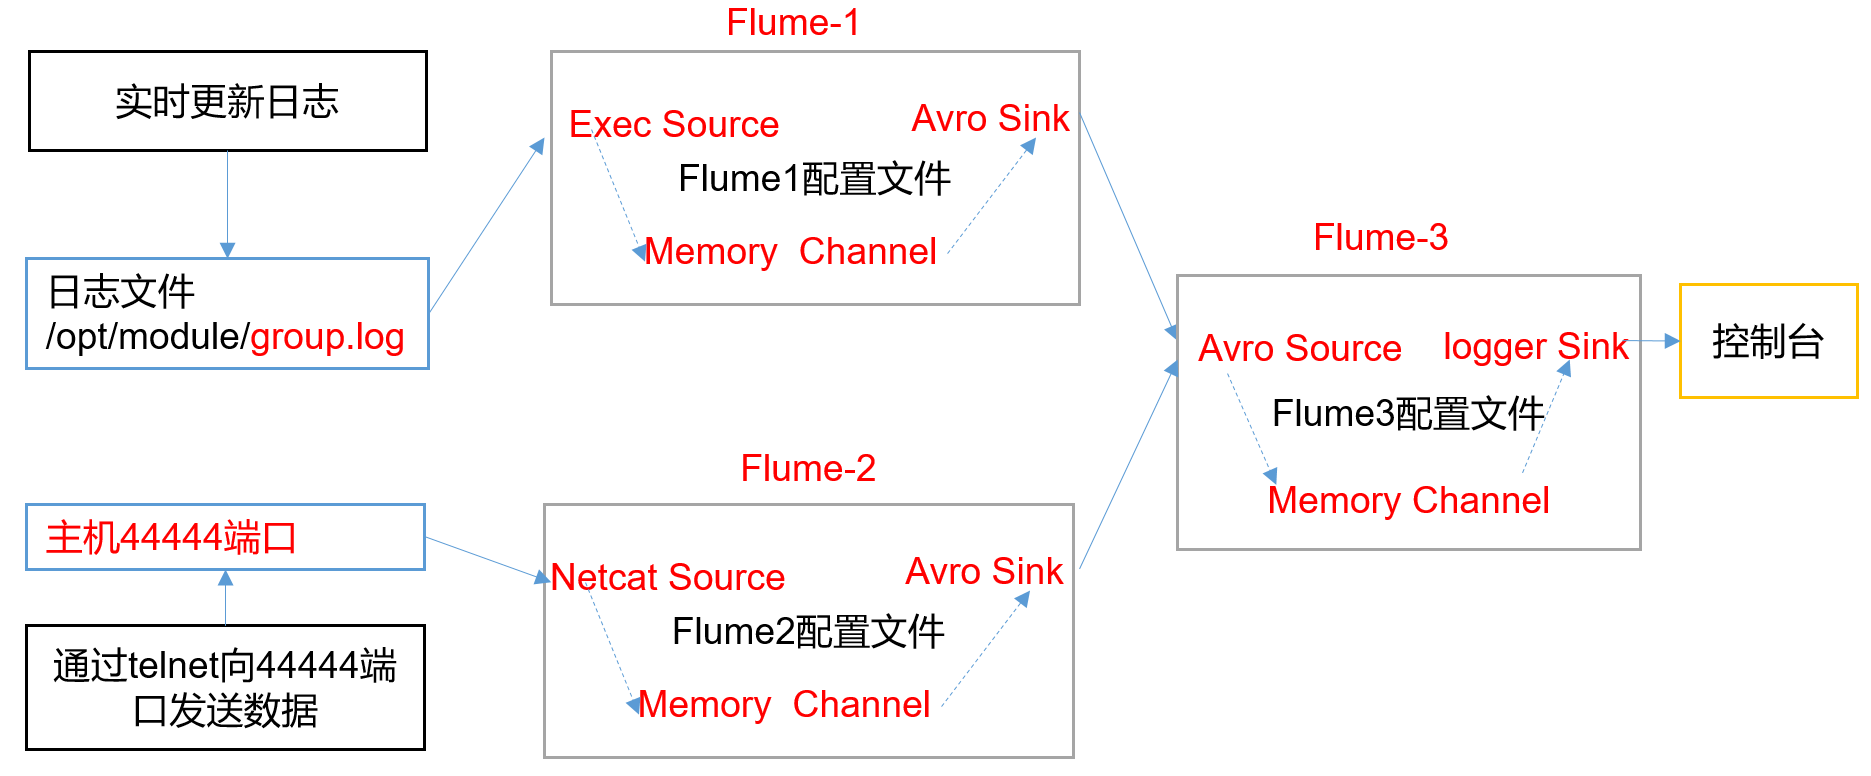 Flume-1
实时更新日志
日志文件
/opt/module/group.log
Exec Source
Avro Sink
Flume1配置文件
Memory  Channel
Flume-2
主机44444端口
通过telnet向44444端
口发送数据
Netcat Source
Avro Sink
Flume2配置文件
Memory  Channel
Flume-3
Avro Source
logger Sink
Flume3配置文件
Memory Channel
控制台